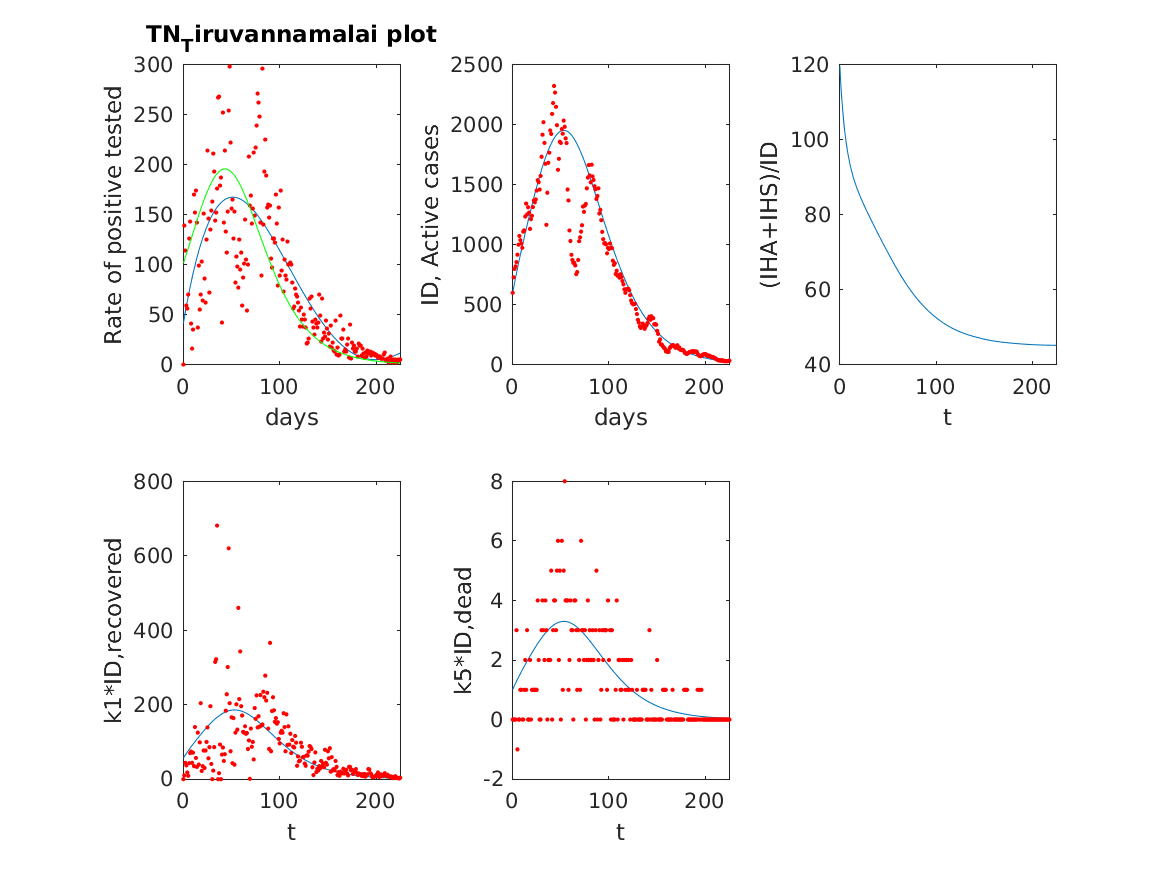 TN_Tiruvannamalai plot
300
250
200
150
100
50
0
0 100 200
days
Rate of positive tested
2500
2000
1500
1000
500
0
0 100 200
days
ID, Active cases
120
100
80
60
40
0 100 200
t
(IHA+IHS)/ID
800
600
400
200
0
0 100 200
t
k1*ID,recovered
8
6
4
2
0
-2
0 100 200
t
k5*ID,dead